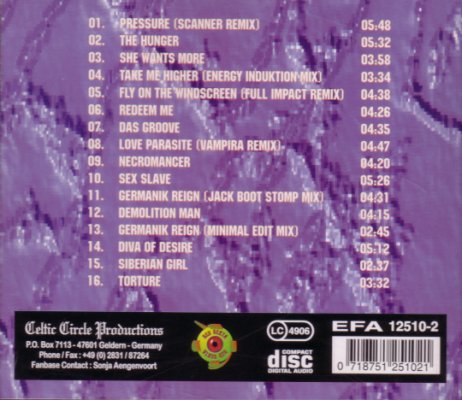 01. PRESSURE (SCANNER REMIX) 05:48
02. THE HUNGER 05:32
03. SHE WANTS MORE 03:58
04. TAKE ME HIGHER (ENERGY INDUKTION MIX) 03:34
05. FLY ON THE WINDSCREEN (FULL IMPACT REMIX) 04:38
06. REDEEM ME 04:26
07. DAS GROOVE 04:35
08. LOVE PARASITE (VAMPIRA REMIX) 04:47
09. NECROMANCER 04:20
10. SEX SLAVE 05:26
11. GERMANIK REIGN (JACK BOOT STOMP MIX) 04:31
12. DEMOLITION MAN 04:15
13. GERMANIK REIGN (MINIMAL EDIT MIX) 02:45
14. DIVA OF DESIRE 05:12
15. SIBERIAN GIRL 02:37
16. TORTURE 03:32
Celtic Circle Productions
P.O. Box 7113 - 47601 Geldern - Germany
Phone / Fax : +49 (0) 2831 / 87264
Fanbase Contact : Sonja Aengenvoort
LC 4906
COMPACT
disc
DIGITAL AUDIO
EFA 12510-2
0 718751 251021